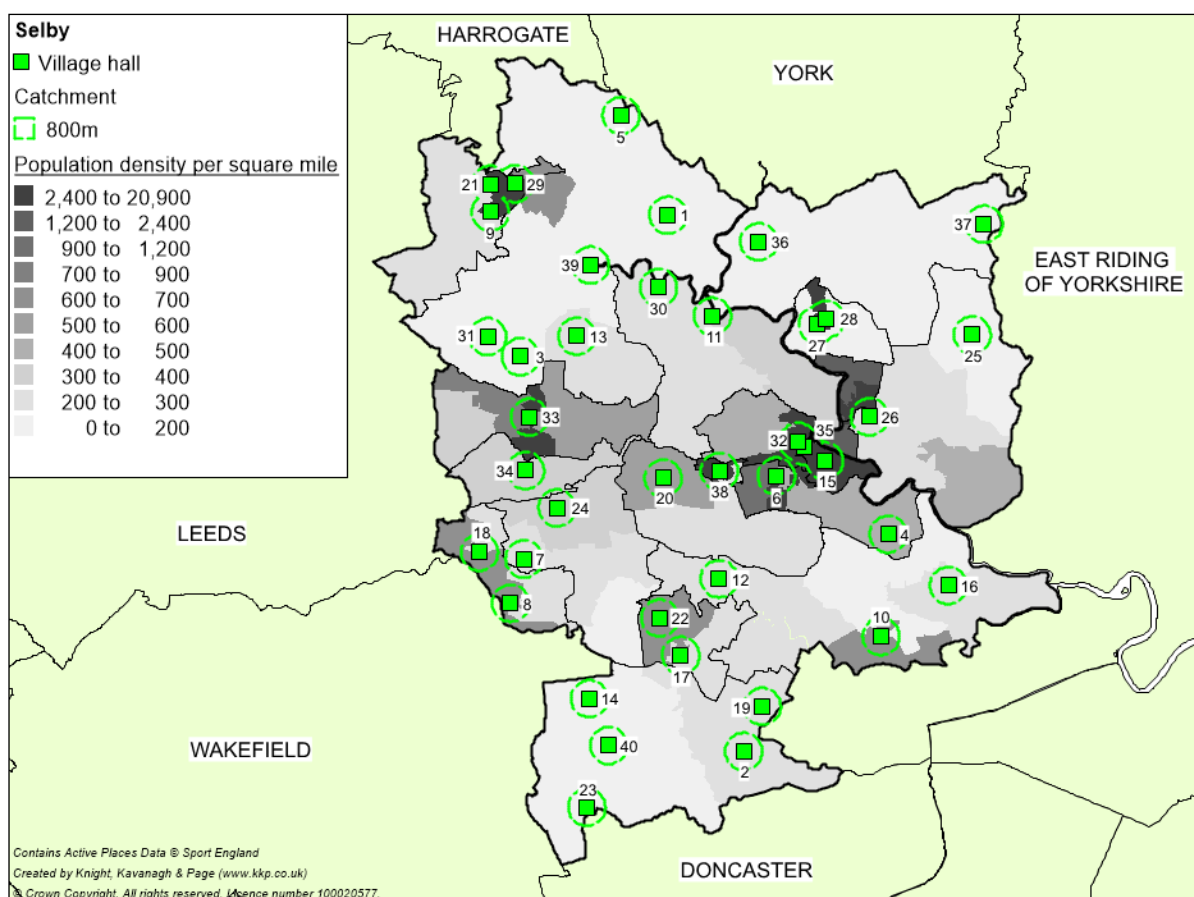 Selby
Village hall
Catchment
800m
Population density per square mile
2,400 to 20,900
1,200 to 2,400
900 to 1,200
700 to 900
600 to 700
500 to 600
400 to 500
300 to 400
200 to 300
0 to 200
HARROGATE
YORK
5
21
29
9
1
37
36
EAST RIDING
OF YORKSHIRE
39
30
11
28
27
31
13
3
25
33
26
35
32
34
20
38
6
15
24
LEEDS
18
4
7
12
16
8
10
22
17
14
19
WAKEFIELD
40
2
23
DONCASTER
Contains Active Places Data © Sport England
Created by Knight, Kavanagh & Page (www.kkp.co.uk)
© Crown Copyright. All rights reserved. Licence number 100020577.